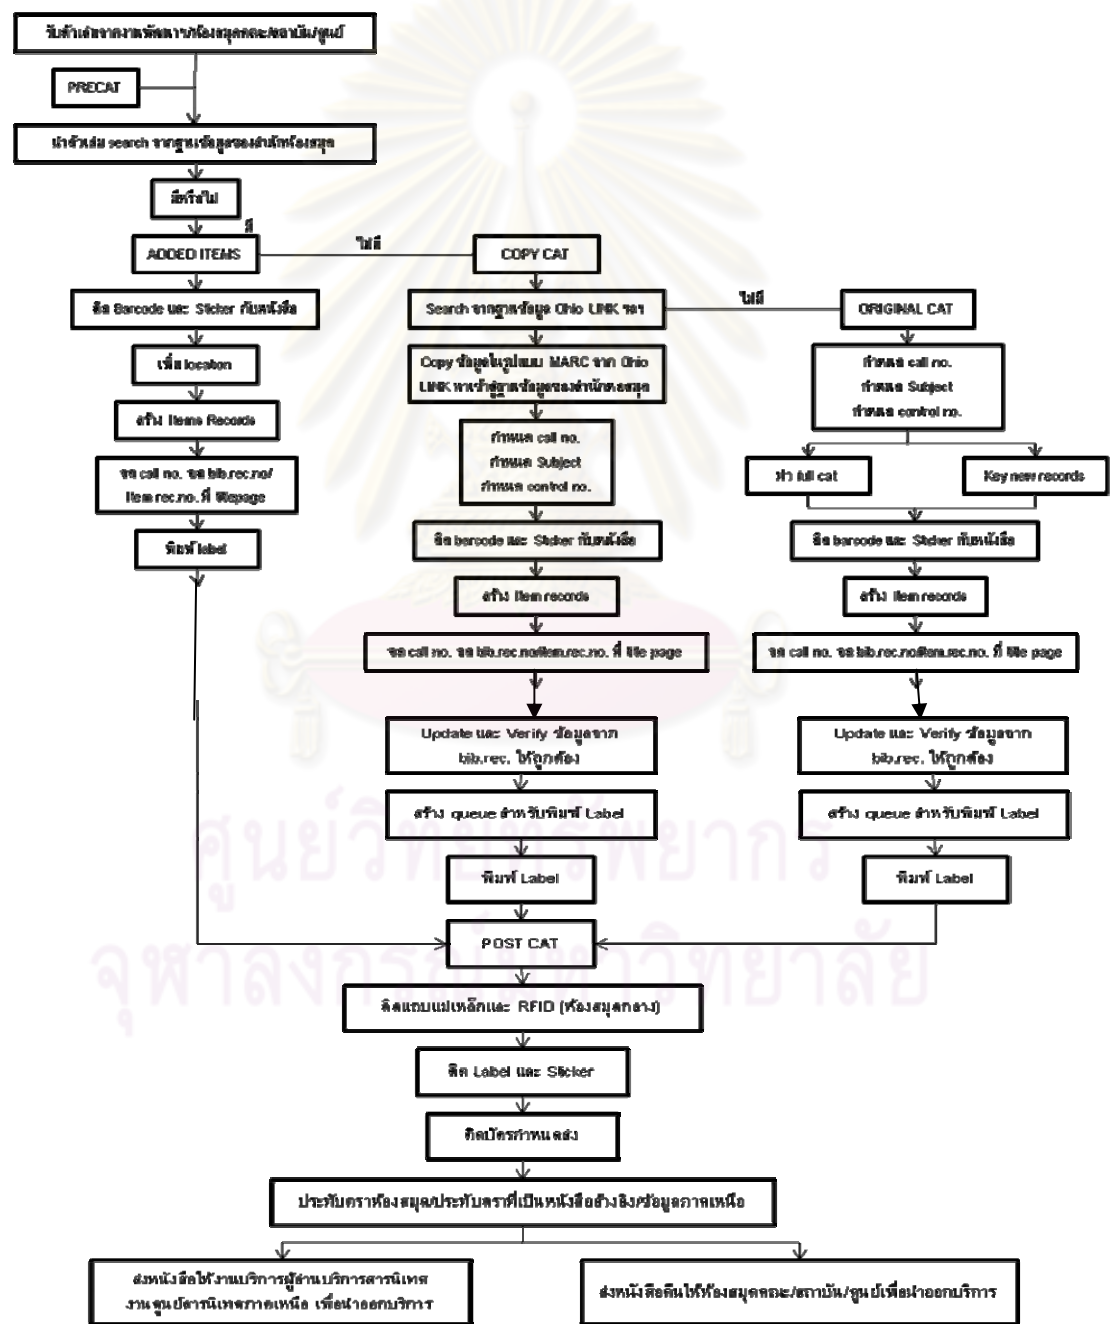 รับตัวเล่มจากงานพัฒนาฯ/ห้องสมุดคณะ/สถาบัน/ศูนย์
PRECAT
นำตัวเล่ม search จากฐานข้อมูลของสำนักห้องสมุด
มีหรือไม่
มี
ADDED ITEMS
ไม่มี
COPY CAT
ติด Barcode และ Sticker กับหนังสือ
Search จากฐานข้อมูล Ohio LINK ฯลฯ
ไม่มี
ORIGINAL CAT
เพิ่ม location
Copy ข้อมูลในรูปแบบ MARC จาก Ohio
LINK มาเข้าสู่ฐานข้อมูลของสำนักหอสมุด
กำหนด call no.
กำหนด Subject
กำหนด control no.
สร้าง Items Records
กำหนด call no.
กำหนด Subject
กำหนด control no.
จด call no. จด bib.rec.no/
Item rec.no. ที่ titlepage
ทำ full cat
Key new records
พิมพ์ label
ติด barcode และ Sticker กับหนังสือ
ติด barcode และ Sticker กับหนังสือ
สร้าง Item records
สร้าง Item records
จด call no. จด bib.rec.no/item.rec.no. ที่ title page
จด call no. จด bib.rec.no/item.rec.no. ที่ title page
Update และ Verify ข้อมูลจาก
bib.rec. ให้ถูกต้อง
Update และ Verify ข้อมูลจาก
bib.rec. ให้ถูกต้อง
สร้าง queue สำหรับพิมพ์ Label
สร้าง queue สำหรับพิมพ์ Label
ศูนย์วิทยทรัพยากร
พิมพ์ Label
พิมพ์ Label
POST CAT
จุฬาลงกรณ์มหาวิทยาลัย
ติดแถบแม่เหล็กและ RFID (ห้องสมุดกลาง)
ติด Label และ Sticker
ติดบัตรกำหนดส่ง
ประทับตราห้องสมุด/ประทับตราที่เป็นหนังสืออ้างอิง/ข้อมูลภาคเหนือ
ส่งหนังสือให้งานบริการผู้อ่านบริการสารนิเทศ
งานศูนย์สารนิเทศภาคเหนือ เพื่อนำออกบริการ
ส่งหนังสือคืนให้ห้องสมุดคณะ/สถาบัน/ศูนย์เพื่อนำออกบริการ